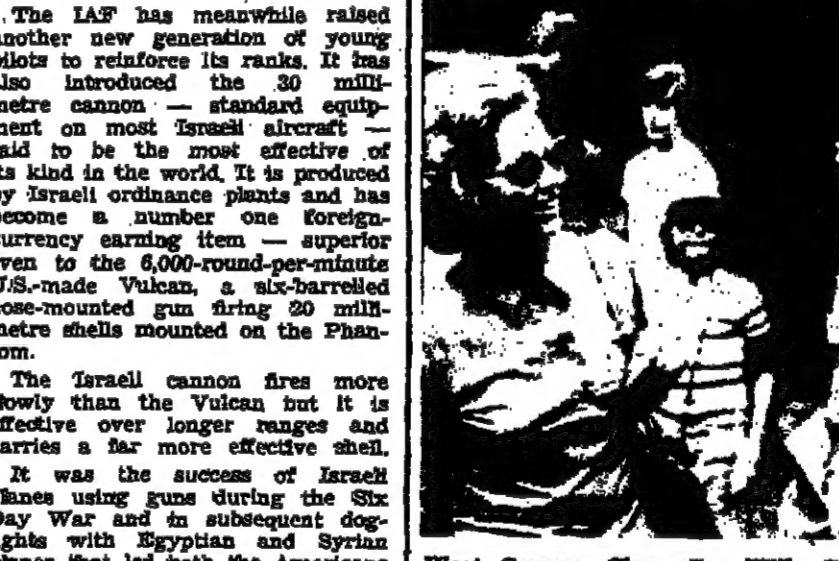 The IAF has meanwhile raised
another new generation of young
pilots to reinforce its ranks. It has
also introduced the 30 milli-
metre cannon — standard equip-
ment on most Israeli aircraft —
said to be the most effective of
its kind in the world. It is produced
by Israeli ordinance plants and has
become a number one foreign-
currency earning item — superior
even to the 6,000-round-per-minute
U.S.-made Vulcan, a six-barrelled
nose-mounted gun firing 20 milli-
metre shells mounted on the Phan-
tom.
The Israeli cannon fires more
slowly than the Vulcan but it is
effective over longer ranges and
carries a far more effective shell.
It was the success of Israeli
planes using guns during the Six
Day War and in subsequent dog-
fights with Egyptian and Syrian